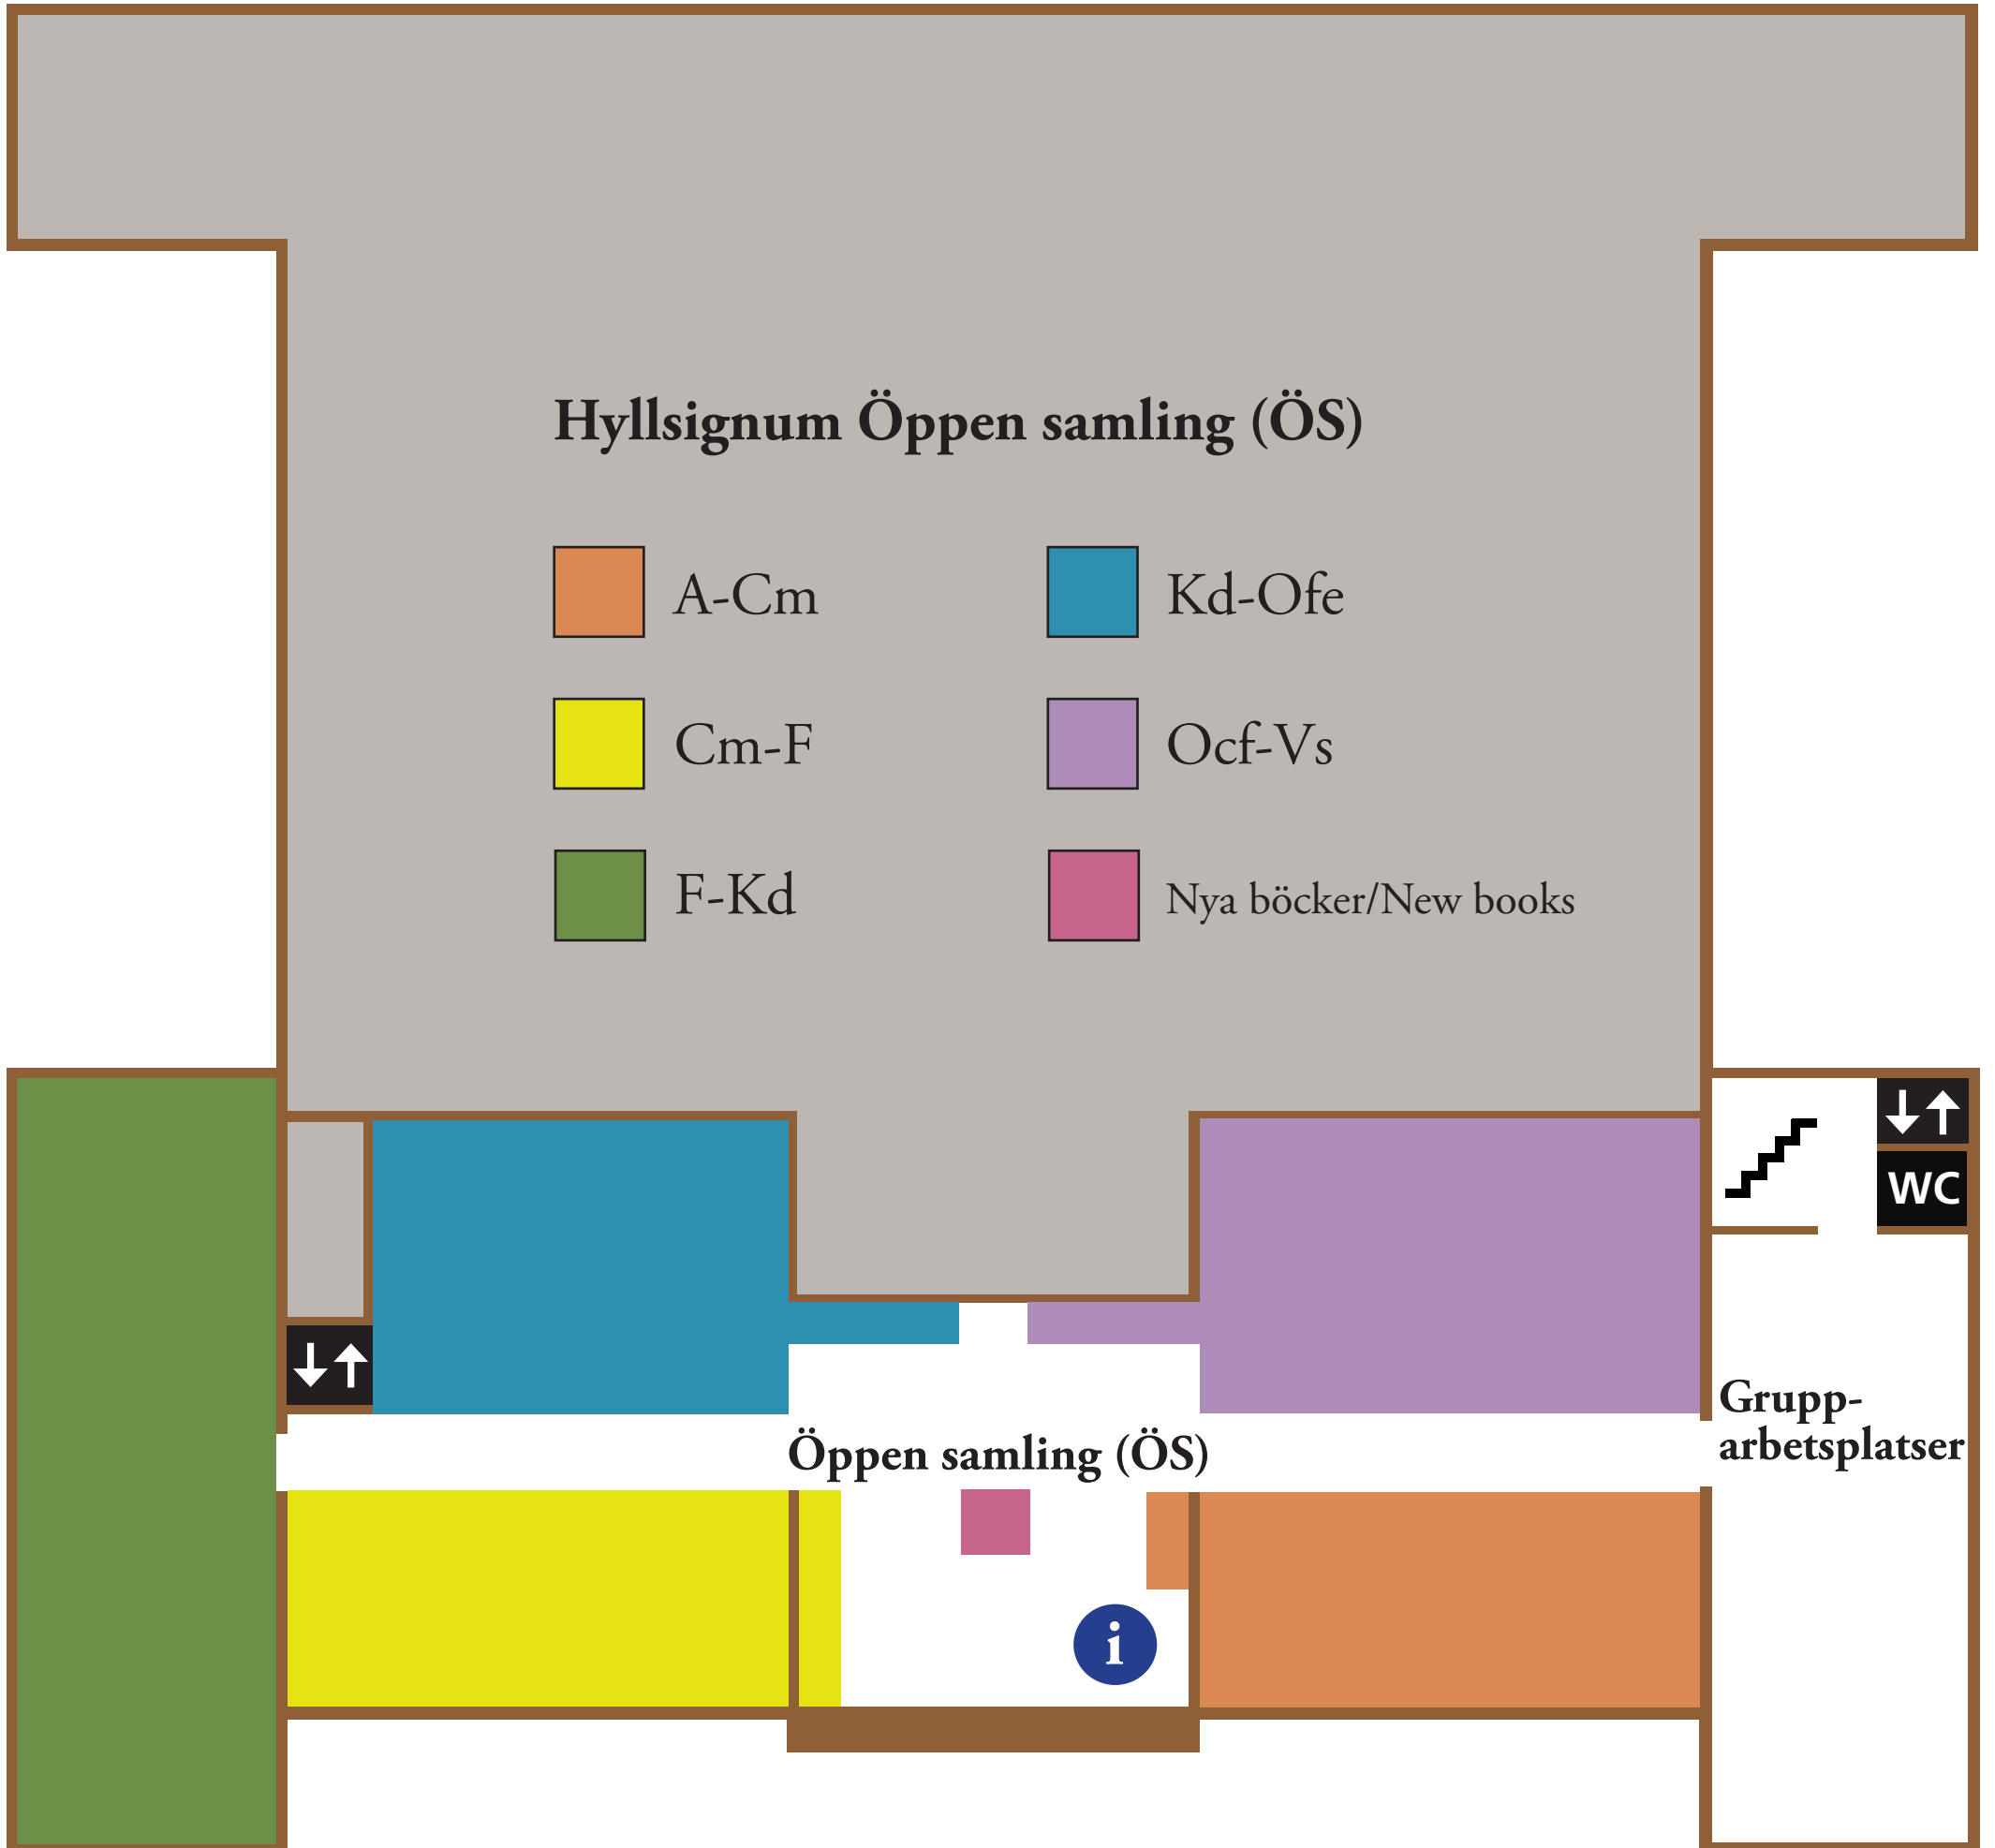 Hyllsignum Öppen samling (ÖS)
A-Cm
Kd-Ofe
Cm-F
Ocf-Vs
F-Kd
Nya böcker/New books
WC
Grupp-
arbetsplatser
Öppen samling (ÖS)
i